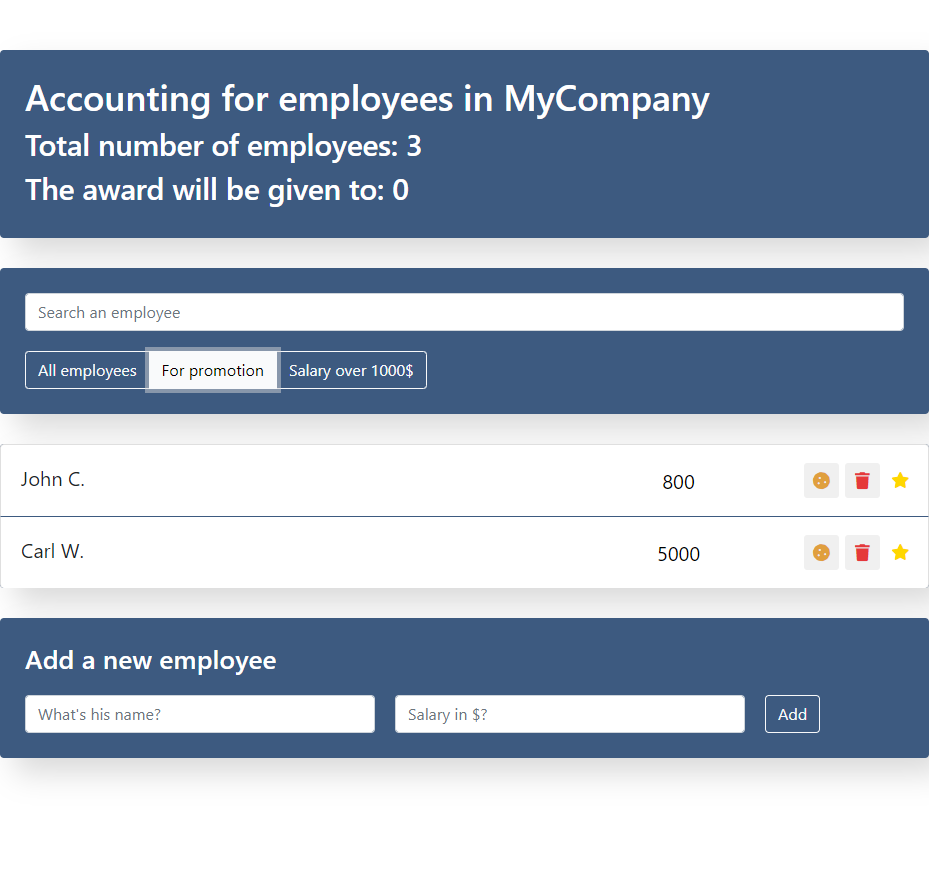 Accounting for employees in MyCompany
Total number of employees: 3
The award will be given to: 0
Search an employee
All employees For promotion Salary over 1000$
John C. 800
Carl W. 5000
Add a new employee
What's his name? Salary in $? Add